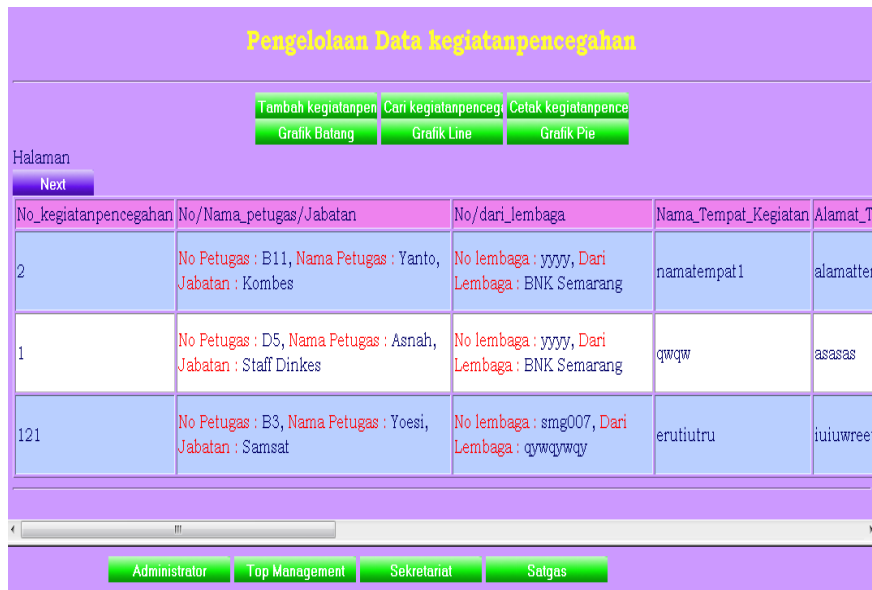 Pengelolaan Data kegiatanpencegahan
Tambah kegiatanpen Cari kegiatanpenceg Cetak kegiatanpence
Grafik Batang Grafik Line Grafik Pie
Halaman
Next
No_kegiatanpencegahan No/Nama_petugas/Jabatan No/dari_lembaga Nama_Tempat_Kegiatan Alamat_T
2 No Petugas : B11, Nama Petugas : Yanto, Jabatan : Kombes No lembaga : yyyy, Dari Lembaga : BNK Semarang namatempat1 alamatte
1 No Petugas : D5, Nama Petugas : Asnah, Jabatan : Staff Dinkes No lembaga : yyyy, Dari Lembaga : BNK Semarang qwqw asasas
121 No Petugas : B3, Nama Petugas : Yoesi, Jabatan : Samsat No lembaga : smg007, Dari Lembaga : qywqywqy erutiutru iuiuwree
Administrator Top Management Sekretariat Satgas